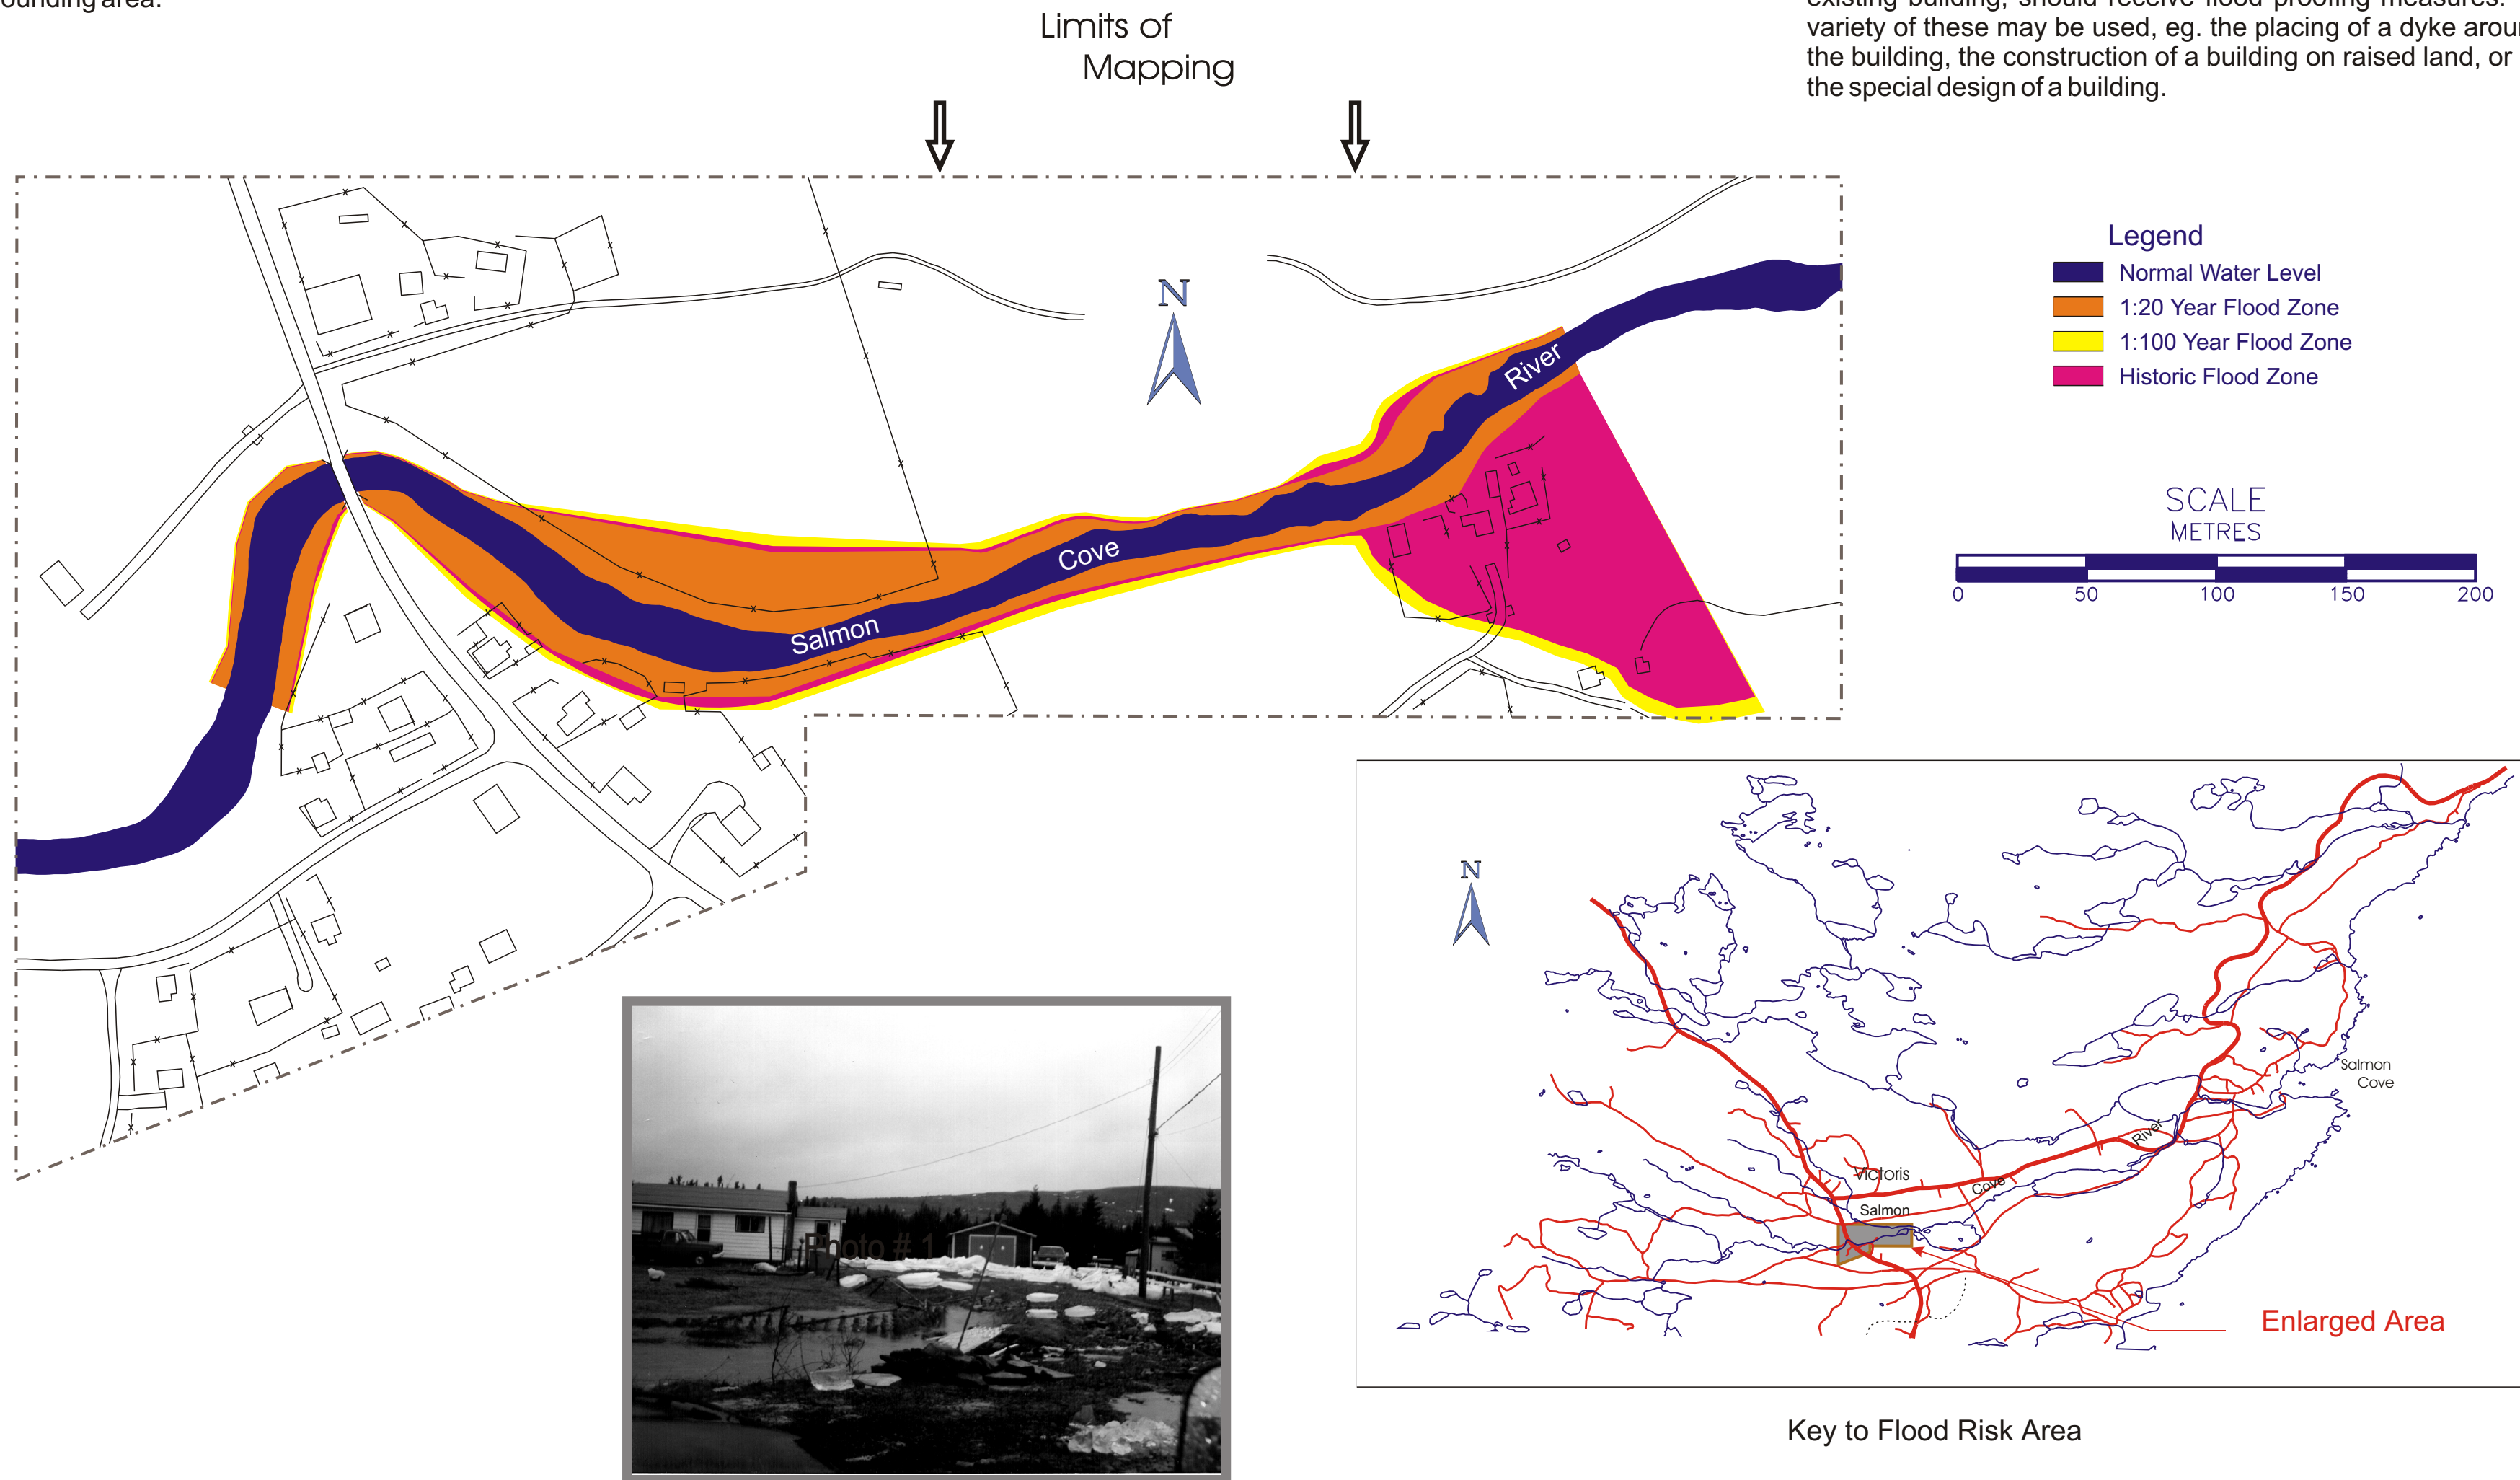 ounding area.
existing building, should receive flood proofing measures.
variety of these may be used, eg. the placing of a dyke arou
the building, the construction of a building on raised land, or
the special design of a building.
Limits of
Mapping
N
River
Cove
Salmon
Legend
Normal Water Level
1:20 Year Flood Zone
1:100 Year Flood Zone
Historic Flood Zone
SCALE
METRES
0 50 100 150 200
Photo # 1
N
Salmon
Cove
River
Victoris
Cove
Salmon
Enlarged Area
Key to Flood Risk Area